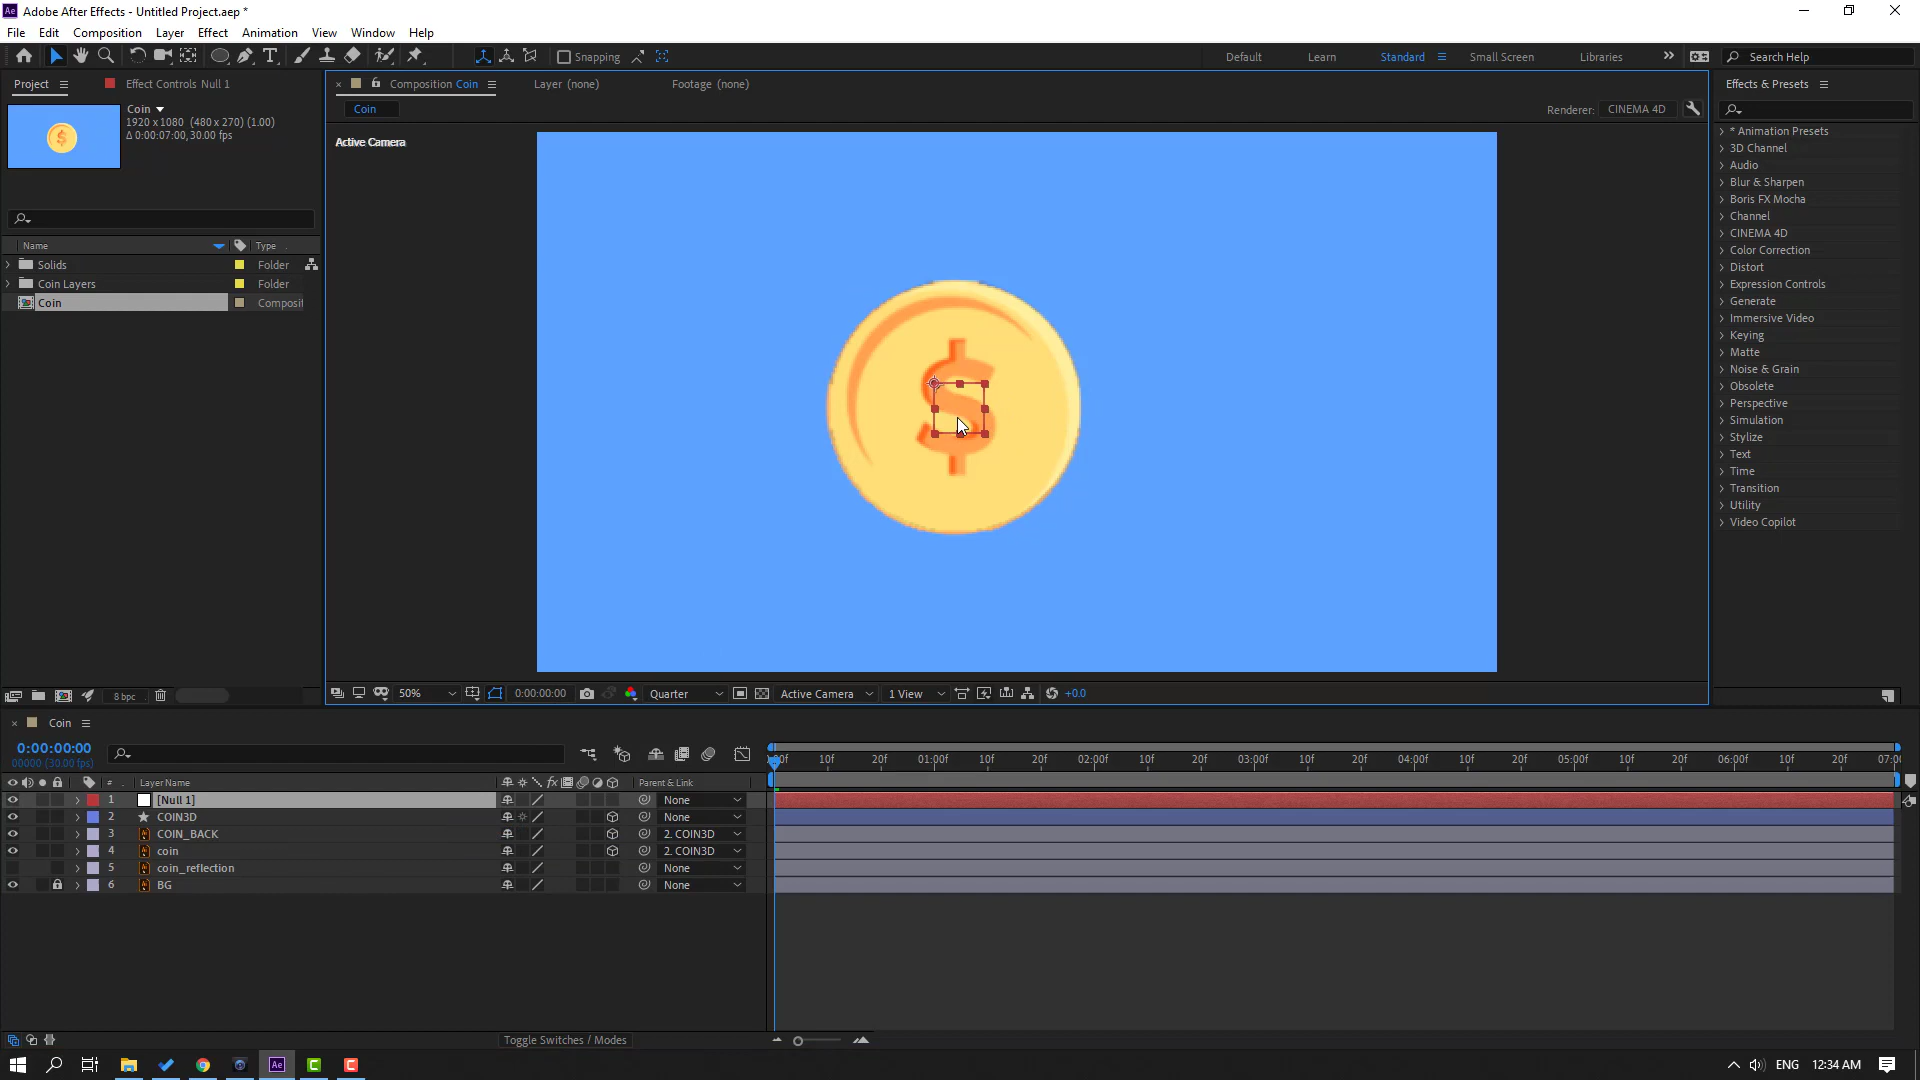 Adobe After Effects - Untitled Project.aep *
File Edit Composition Layer Effect Animation View Window Help
Snapping
Default Learn Standard Small Screen Libraries
Search Help
Project
Effect Controls Null 1
Composition Coin
Layer (none)
Footage (none)
Effects & Presets
Coin
1920 x 1080 (480 x 270) (1.00)
Δ 0:00:07:00, 30.00 fps
Coin
Renderer: CINEMA 4D
Active Camera
Name Type
Solids Folder
Coin Layers Folder
Coin Composit
* Animation Presets
3D Channel
Audio
Blur & Sharpen
Boris FX Mocha
Channel
CINEMA 4D
Color Correction
Distort
Expression Controls
Generate
Immersive Video
Keying
Matte
Noise & Grain
Obsolete
Perspective
Simulation
Stylize
Text
Time
Transition
Utility
Video Copilot
$
8 bpc
50% 0:00:00:00 Quarter Active Camera 1 View +0.0
Coin
0:00:00:00
00000 (30.00 fps)
10f 20f 01:00f 10f 20f 02:00f 10f 20f 03:00f 10f 20f 04:00f 10f 20f 05:00f 10f 20f 06:00f 10f 20f 07:0
# Layer Name fx Parent & Link
1 [Null 1] None
2 COIN3D None
3 COIN_BACK 2. COIN3D
4 coin 2. COIN3D
5 coin_reflection None
6 BG None
Toggle Switches / Modes
ENG 12:34 AM